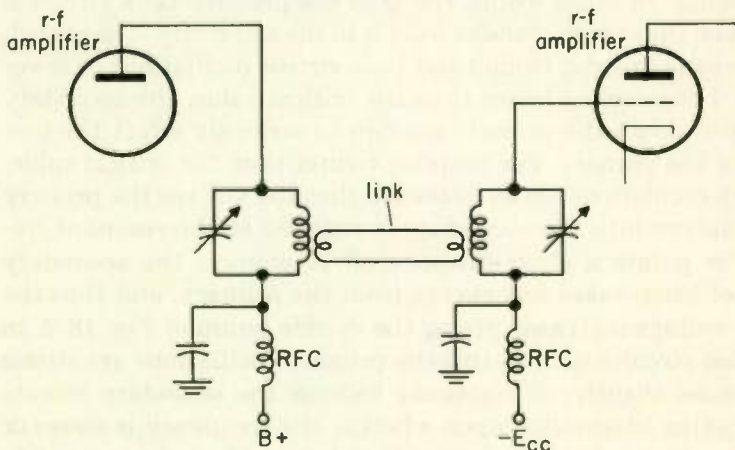 r-f
amplifier
r-f
amplifier
link
RFC
RFC
B+
-Ecc